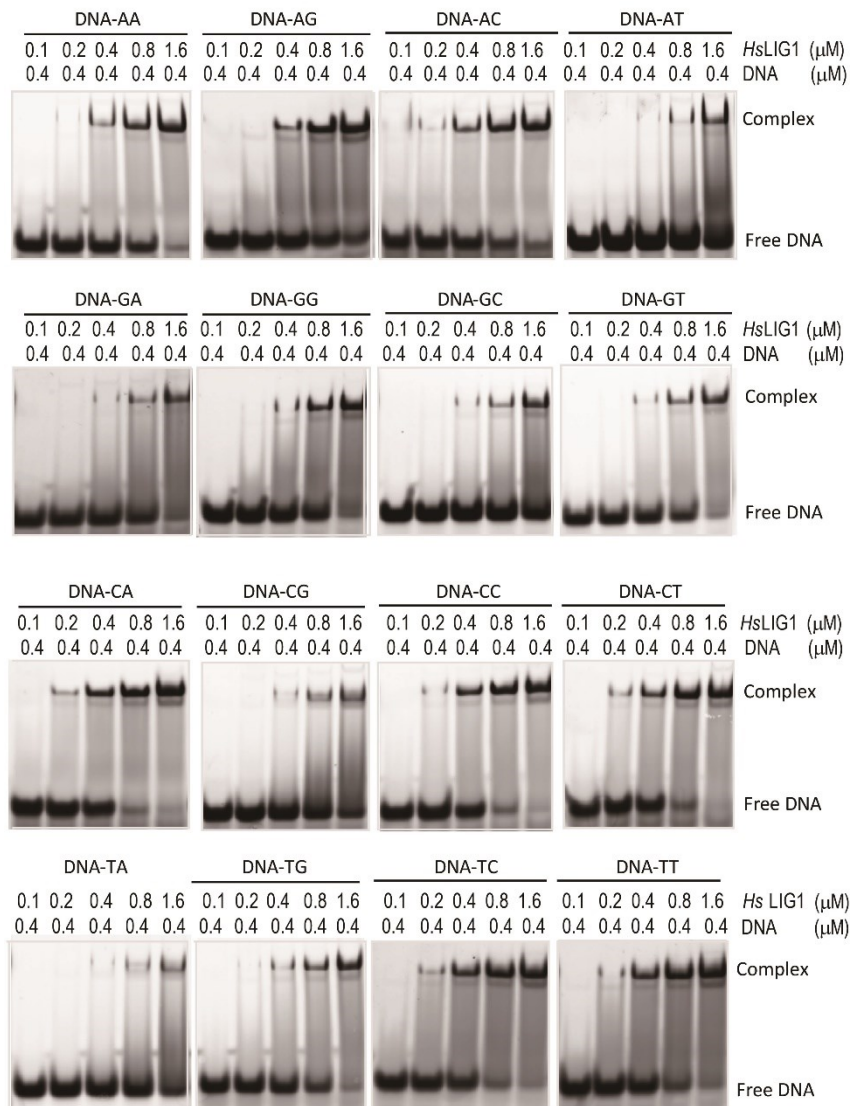 DNA-AA DNA-AG DNA-AC DNA-AT
0.1 0.2 0.4 0.8 1.6 0.1 0.2 0.4 0.8 1.6 0.1 0.2 0.4 0.8 1.6 0.1 0.2 0.4 0.8 1.6 HsLIG1 (μM)
0.4 0.4 0.4 0.4 0.4 0.4 0.4 0.4 0.4 0.4 0.4 0.4 0.4 0.4 0.4 0.4 0.4 0.4 0.4 0.4 DNA (μM)
Complex
Free DNA
DNA-GA DNA-GG DNA-GC DNA-GT
0.1 0.2 0.4 0.8 1.6 0.1 0.2 0.4 0.8 1.6 0.1 0.2 0.4 0.8 1.6 0.1 0.2 0.4 0.8 1.6 HsLIG1 (μM)
0.4 0.4 0.4 0.4 0.4 0.4 0.4 0.4 0.4 0.4 0.4 0.4 0.4 0.4 0.4 0.4 0.4 0.4 0.4 0.4 DNA (μM)
Complex
Free DNA
DNA-CA DNA-CG DNA-CC DNA-CT
0.1 0.2 0.4 0.8 1.6 0.1 0.2 0.4 0.8 1.6 0.1 0.2 0.4 0.8 1.6 0.1 0.2 0.4 0.8 1.6 HsLIG1 (μM)
0.4 0.4 0.4 0.4 0.4 0.4 0.4 0.4 0.4 0.4 0.4 0.4 0.4 0.4 0.4 0.4 0.4 0.4 0.4 0.4 DNA (μM)
Complex
Free DNA
DNA-TA DNA-TG DNA-TC DNA-TT
0.1 0.2 0.4 0.8 1.6 0.1 0.2 0.4 0.8 1.6 0.1 0.2 0.4 0.8 1.6 0.1 0.2 0.4 0.8 1.6 Hs LIG1 (μM)
0.4 0.4 0.4 0.4 0.4 0.4 0.4 0.4 0.4 0.4 0.4 0.4 0.4 0.4 0.4 0.4 0.4 0.4 0.4 0.4 DNA (μM)
Complex
Free DNA